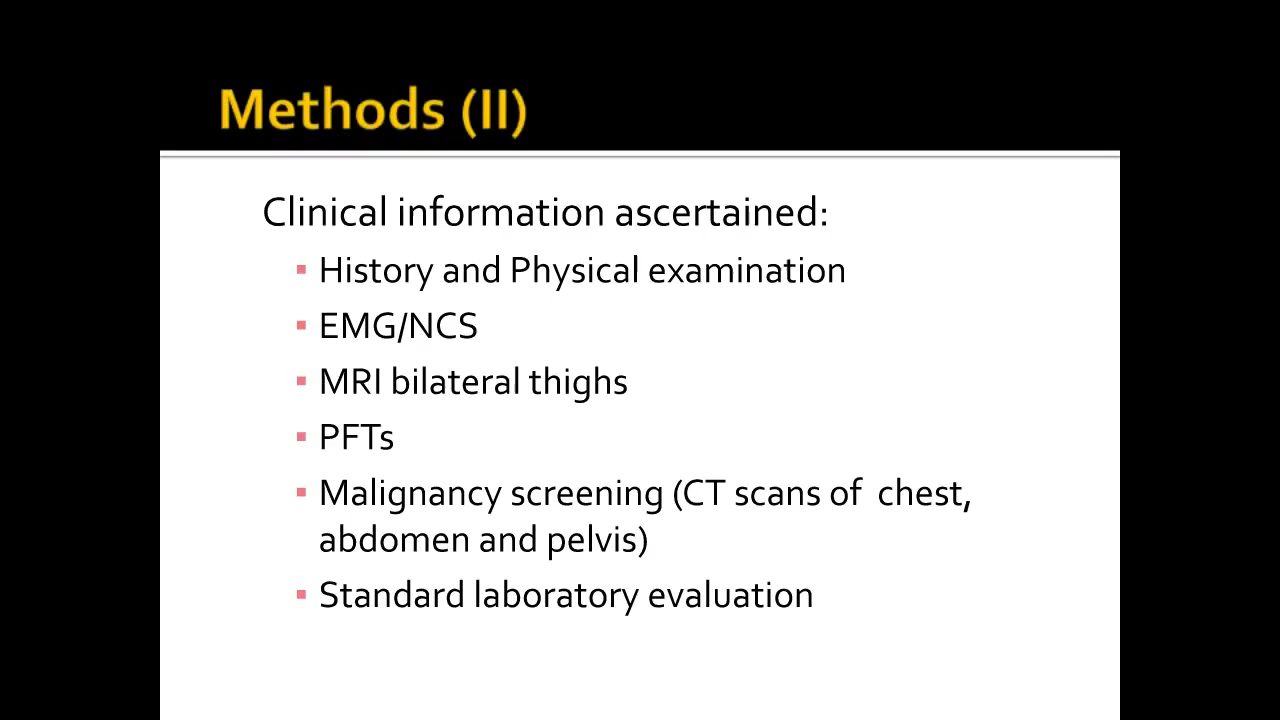 Methods (II)
Clinical information ascertained:
▪ History and Physical examination
▪ EMG/NCS
▪ MRI bilateral thighs
▪ PFTs
▪ Malignancy screening (CT scans of  chest,
abdomen and pelvis)
▪ Standard laboratory evaluation